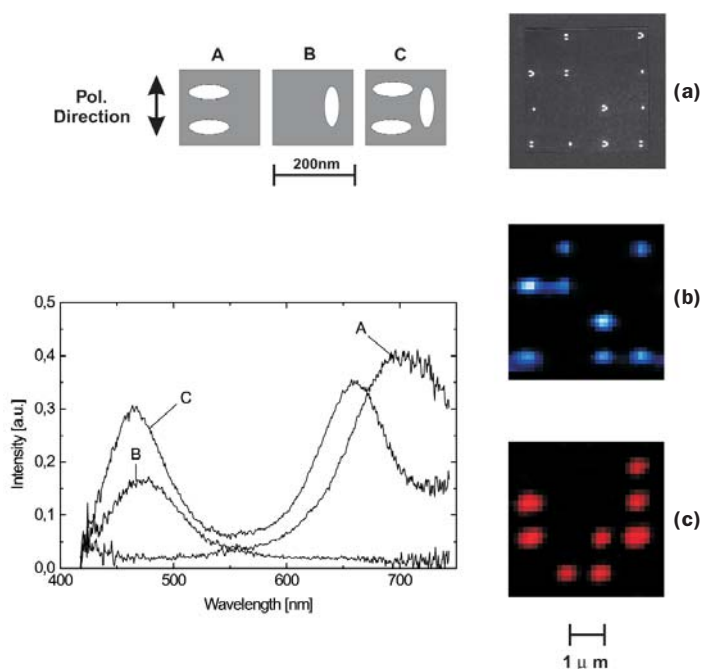 A B C
Pol.
Direction
200nm
(a)
(b)
(c)
0,5
0,4
0,3
0,2
0,1
0,0
Intensity [a.u.]
A
C
B
400 500 600 700
Wavelength [nm]
1 μ m